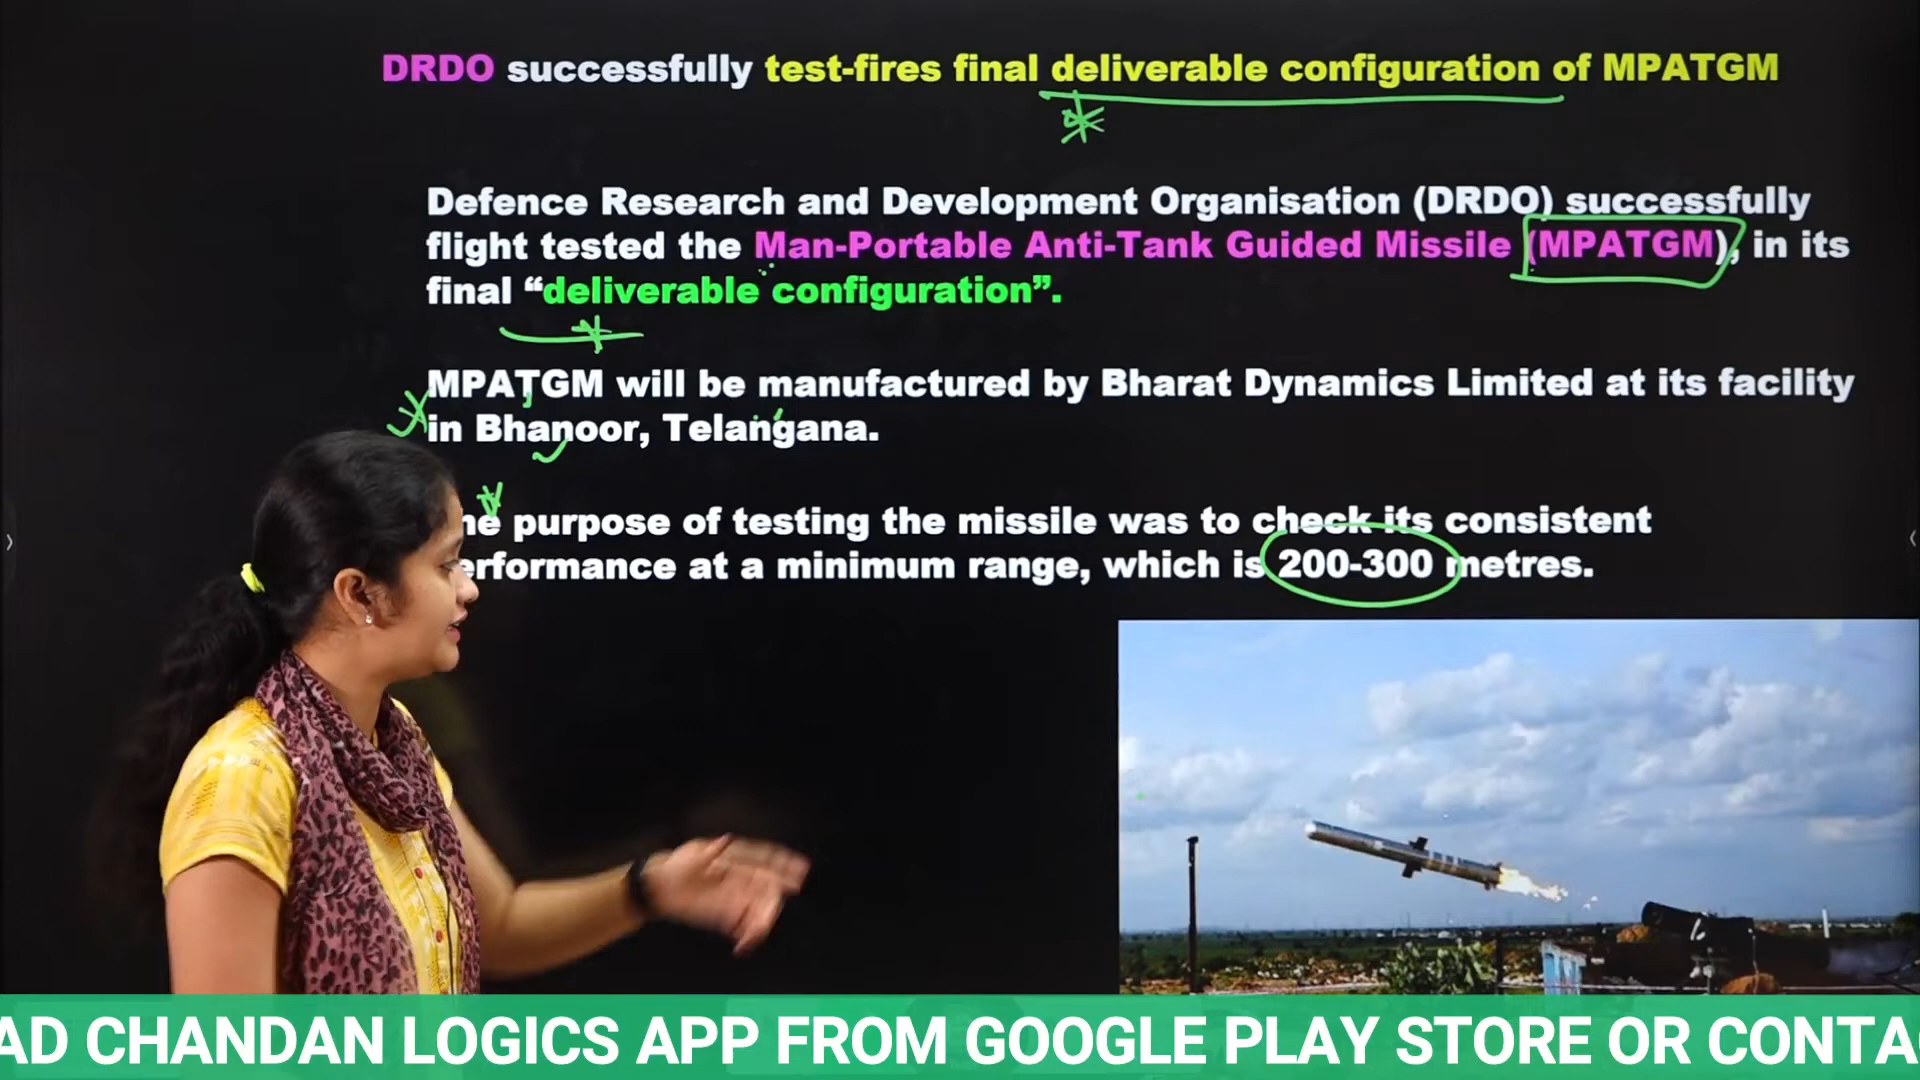 DRDO successfully test-fires final deliverable configuration of MPATGM
Defence Research and Development Organisation (DRDO) successfully
flight tested the Man-Portable Anti-Tank Guided Missile (MPATGM), in its
final “deliverable configuration”.
MPATGM will be manufactured by Bharat Dynamics Limited at its facility
in Bhanoor, Telangana.
he purpose of testing the missile was to check its consistent
erformance at a minimum range, which is 200-300 metres.
AD CHANDAN LOGICS APP FROM GOOGLE PLAY STORE OR CONTA